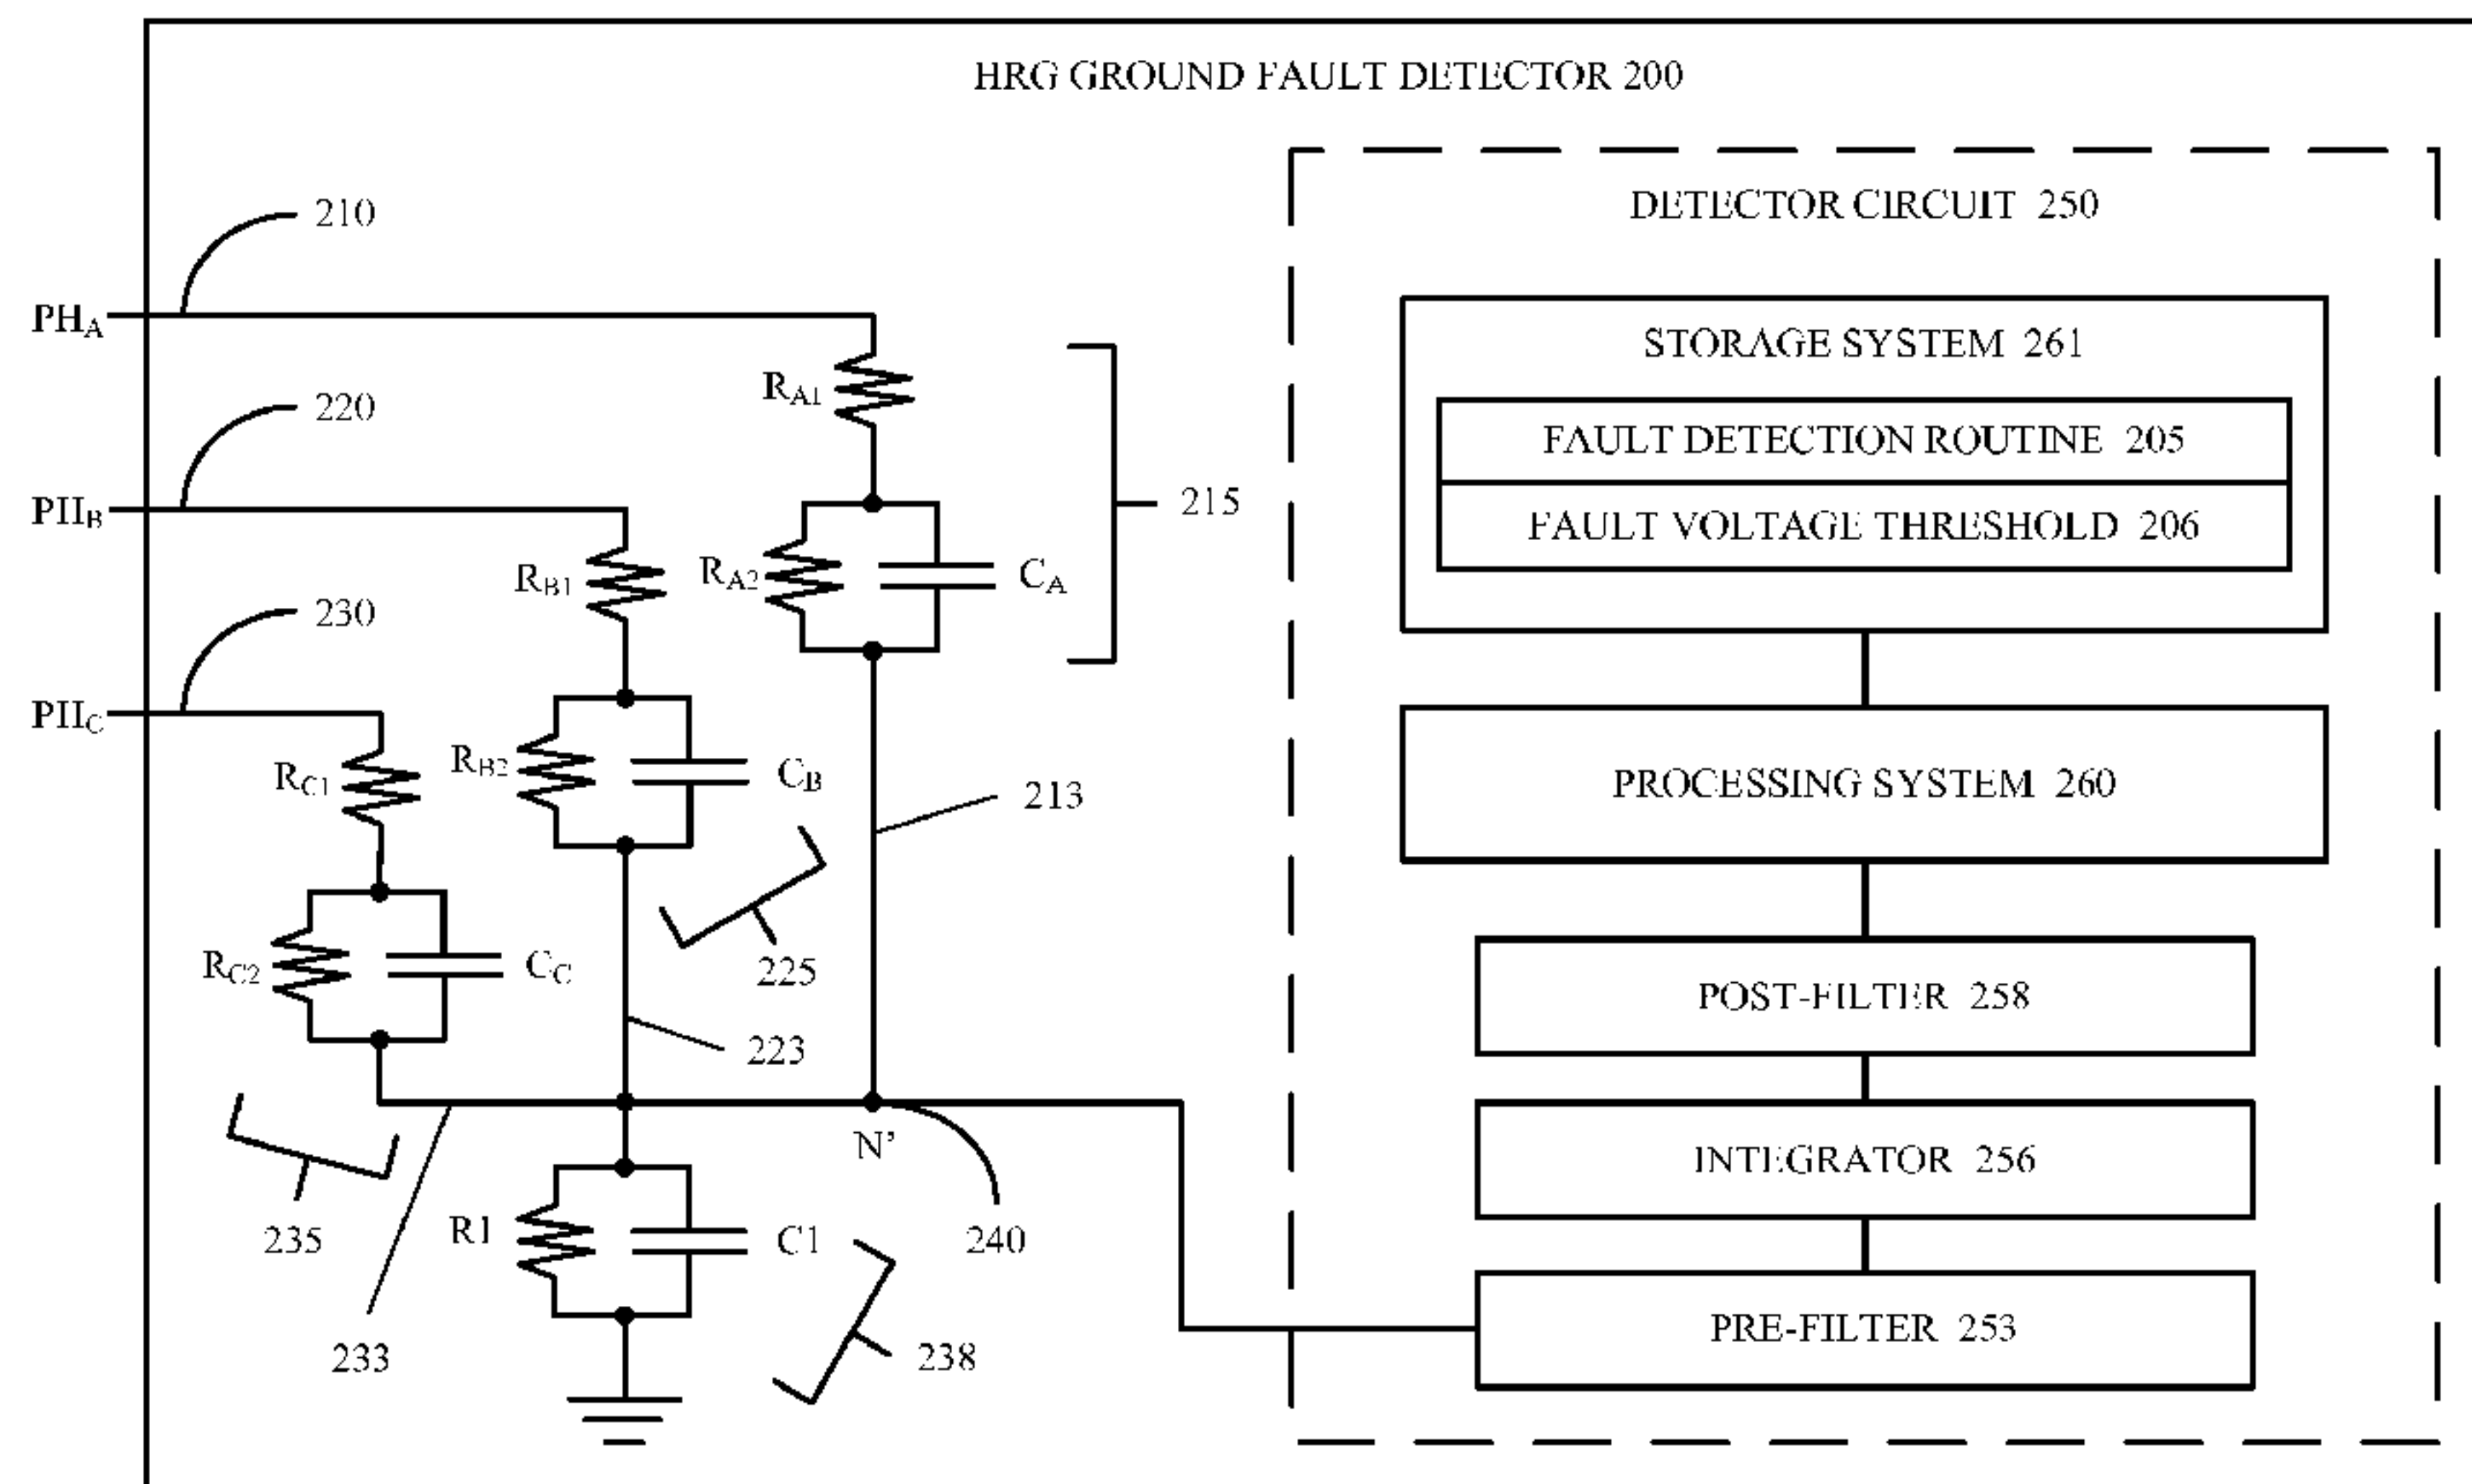 HRG GROUND FAULT DETECTOR 200
DETECTOR CIRCUIT 250
210
PHA
STORAGE SYSTEM 261
RA1
220
FAULT DETECTION ROUTINE 205
215
PHB
FAULT VOLTAGE THRESHOLD 206
RB1
RA2
CA
230
PHC
RC1
RB2
CB
213
PROCESSING SYSTEM 260
RC2
CC
225
POST-FILTER 258
223
N'
INTEGRATOR 256
235
R1
C1
240
233
238
PRE-FILTER 253